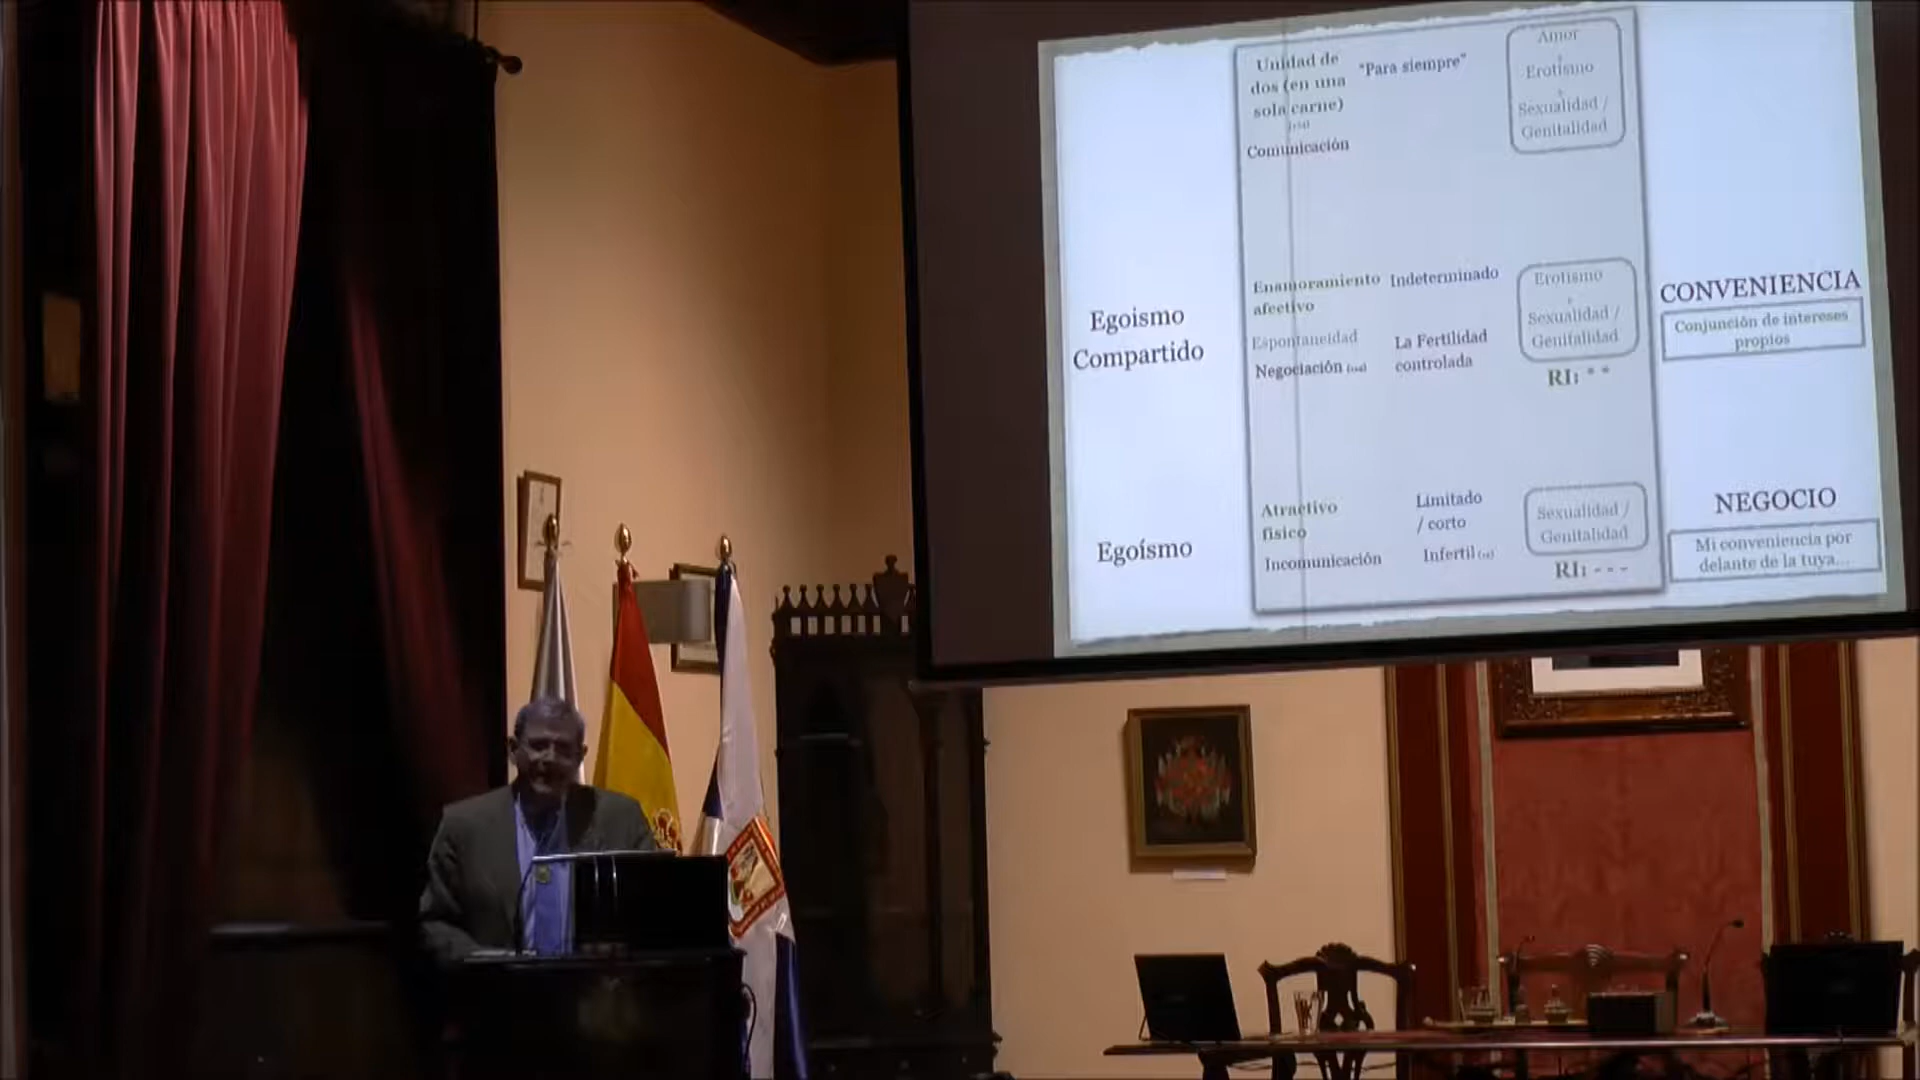 Unidad de
dos (en una
sola carne)
"Para siempre"
Comunicación
Amor
+
Erotismo
+
Sexualidad /
Genitalidad
Egoismo
Compartido
Enamoramiento
afectivo
Indeterminado
Espontaneidad
Negociación
La Fertilidad
controlada
Erotismo
+
Sexualidad /
Genitalidad
RI: * *
CONVENIENCIA
Conjunción de intereses
propios
Egoísmo
Atractivo
físico
Limitado
/ corto
Incomunicación
Infertil
Sexualidad /
Genitalidad
RI: - - -
NEGOCIO
Mi conveniencia por
delante de la tuya...